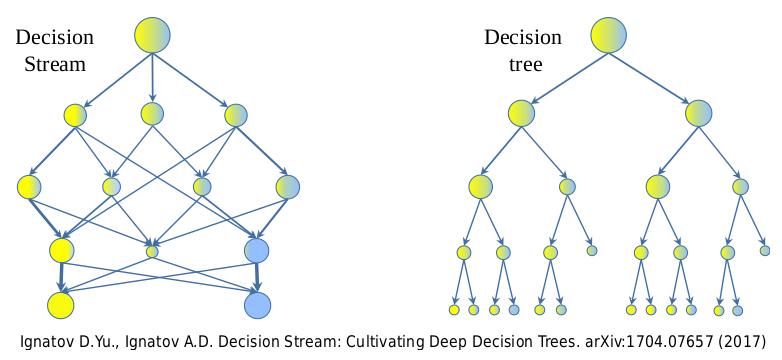 Decision
Stream
Decision
tree
Ignatov D.Yu., Ignatov A.D. Decision Stream: Cultivating Deep Decision Trees. arXiv:1704.07657 (2017)